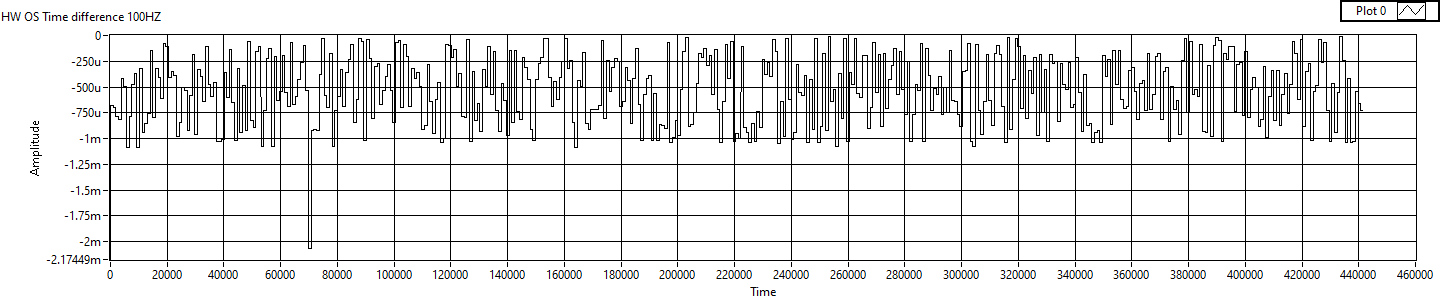 HW OS Time difference 100HZ
Plot 0
Amplitude
0
-250u
-500u
-750u
-1m
-1.25m
-1.5m
-1.75m
-2m
-2.17449m
0 20000 40000 60000 80000 100000 120000 140000 160000 180000 200000 220000 240000 260000 280000 300000 320000 340000 360000 380000 400000 420000 440000 460000
Time